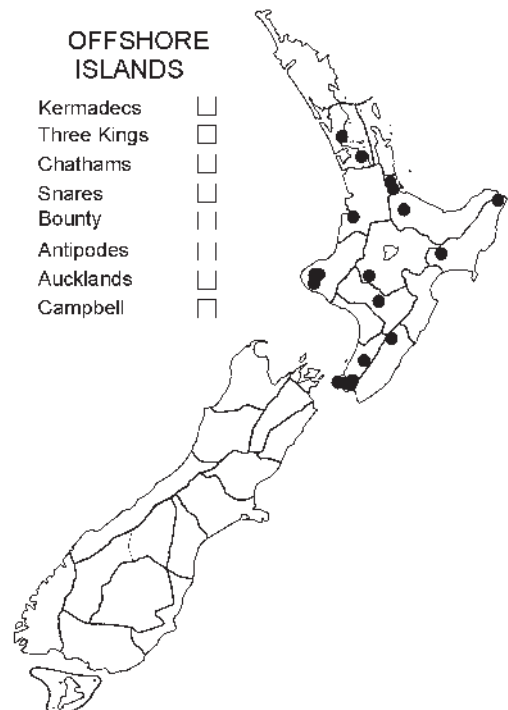 OFFSHORE
ISLANDS
Kermadecs
Three Kings
Chathams
Snares
Bounty
Antipodes
Aucklands
Campbell